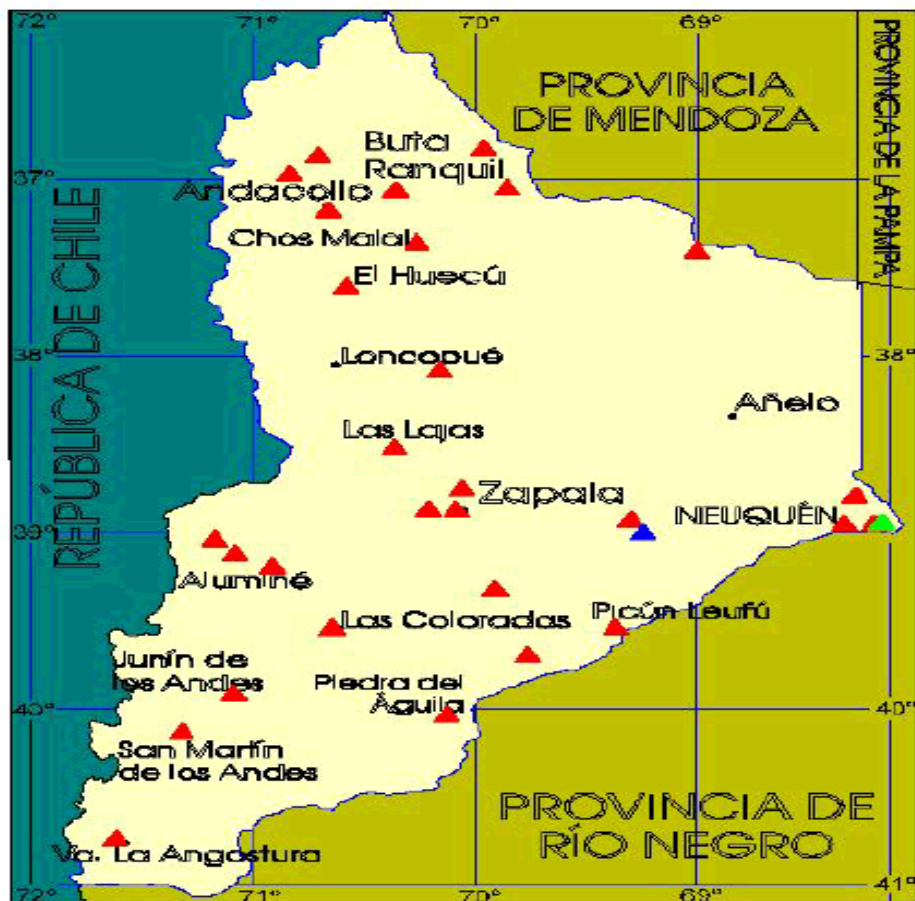 72° 71° 70° 69°
PROVINCIA DE LA PAMPA
PROVINCIA
DE MENDOZA
Buta
Ranquil
37° 37°
Andacollo
Chos Malal
El Huecú
REPÚBLICA DE CHILE
38° 38°
Loncopué
Añelo
Las Lajas
Zapala
NEUQUÈN
39°
Aluminé
Las Coloradas
Picún Leufú
Junín de
los Andes
Piedra del
Àguila
40° 40°
San Martín
de los Andes
PROVINCIA DE
RÍO NEGRO
Va. La Angostura
72° 71° 70° 69° 41°